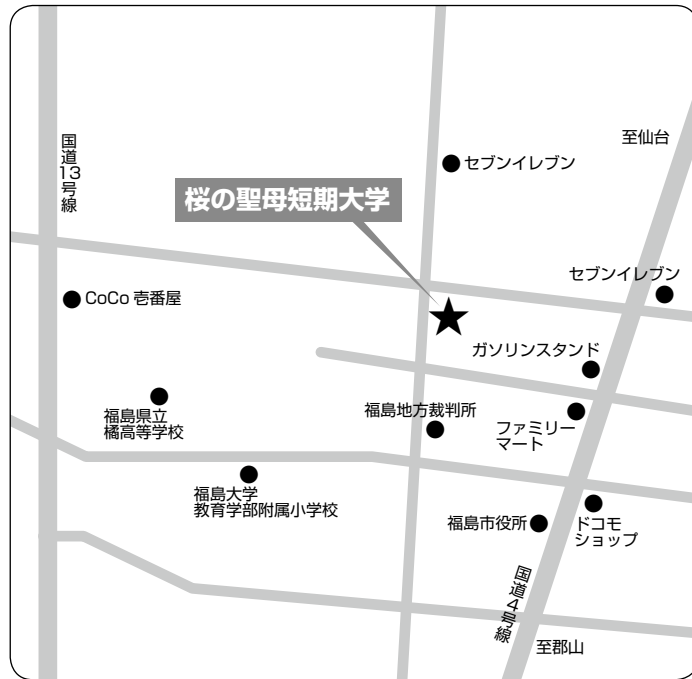 国道13号線
至仙台
セブンイレブン
桜の聖母短期大学
セブンイレブン
CoCo 壱番屋
ガソリンスタンド
福島県立
橘高等学校
福島地方裁判所
ファミリー
マート
福島大学
教育学部附属小学校
福島市役所
ドコモ
ショップ
国道4号線
至郡山